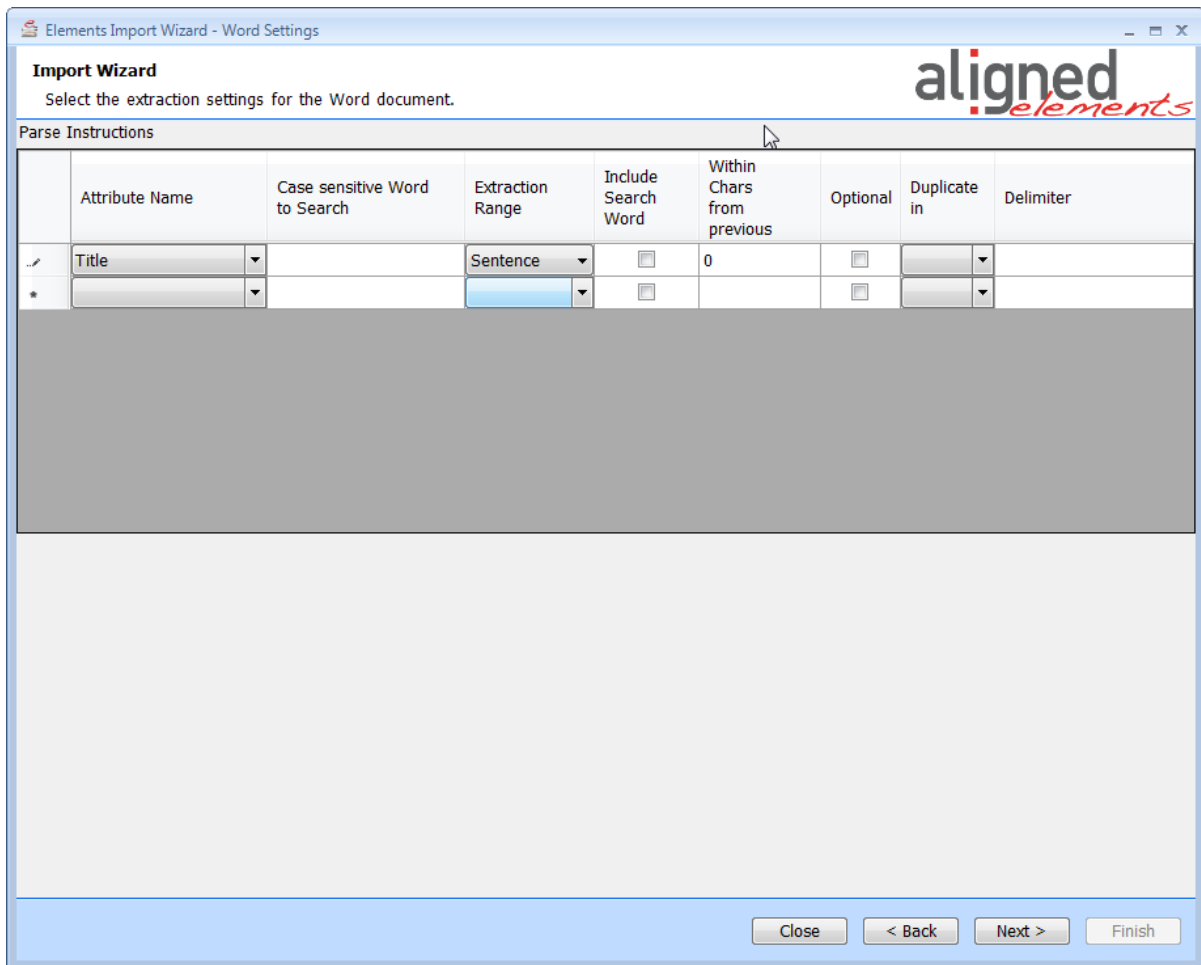 Elements Import Wizard - Word Settings
Import Wizard
Select the extraction settings for the Word document.
aligned
elements
Parse Instructions
Attribute Name
Case sensitive Word
to Search
Extraction
Range
Include
Search
Word
Within
Chars
from
previous
Optional
Duplicate
in
Delimiter
Title
Sentence
0
*
Close
< Back
Next >
Finish